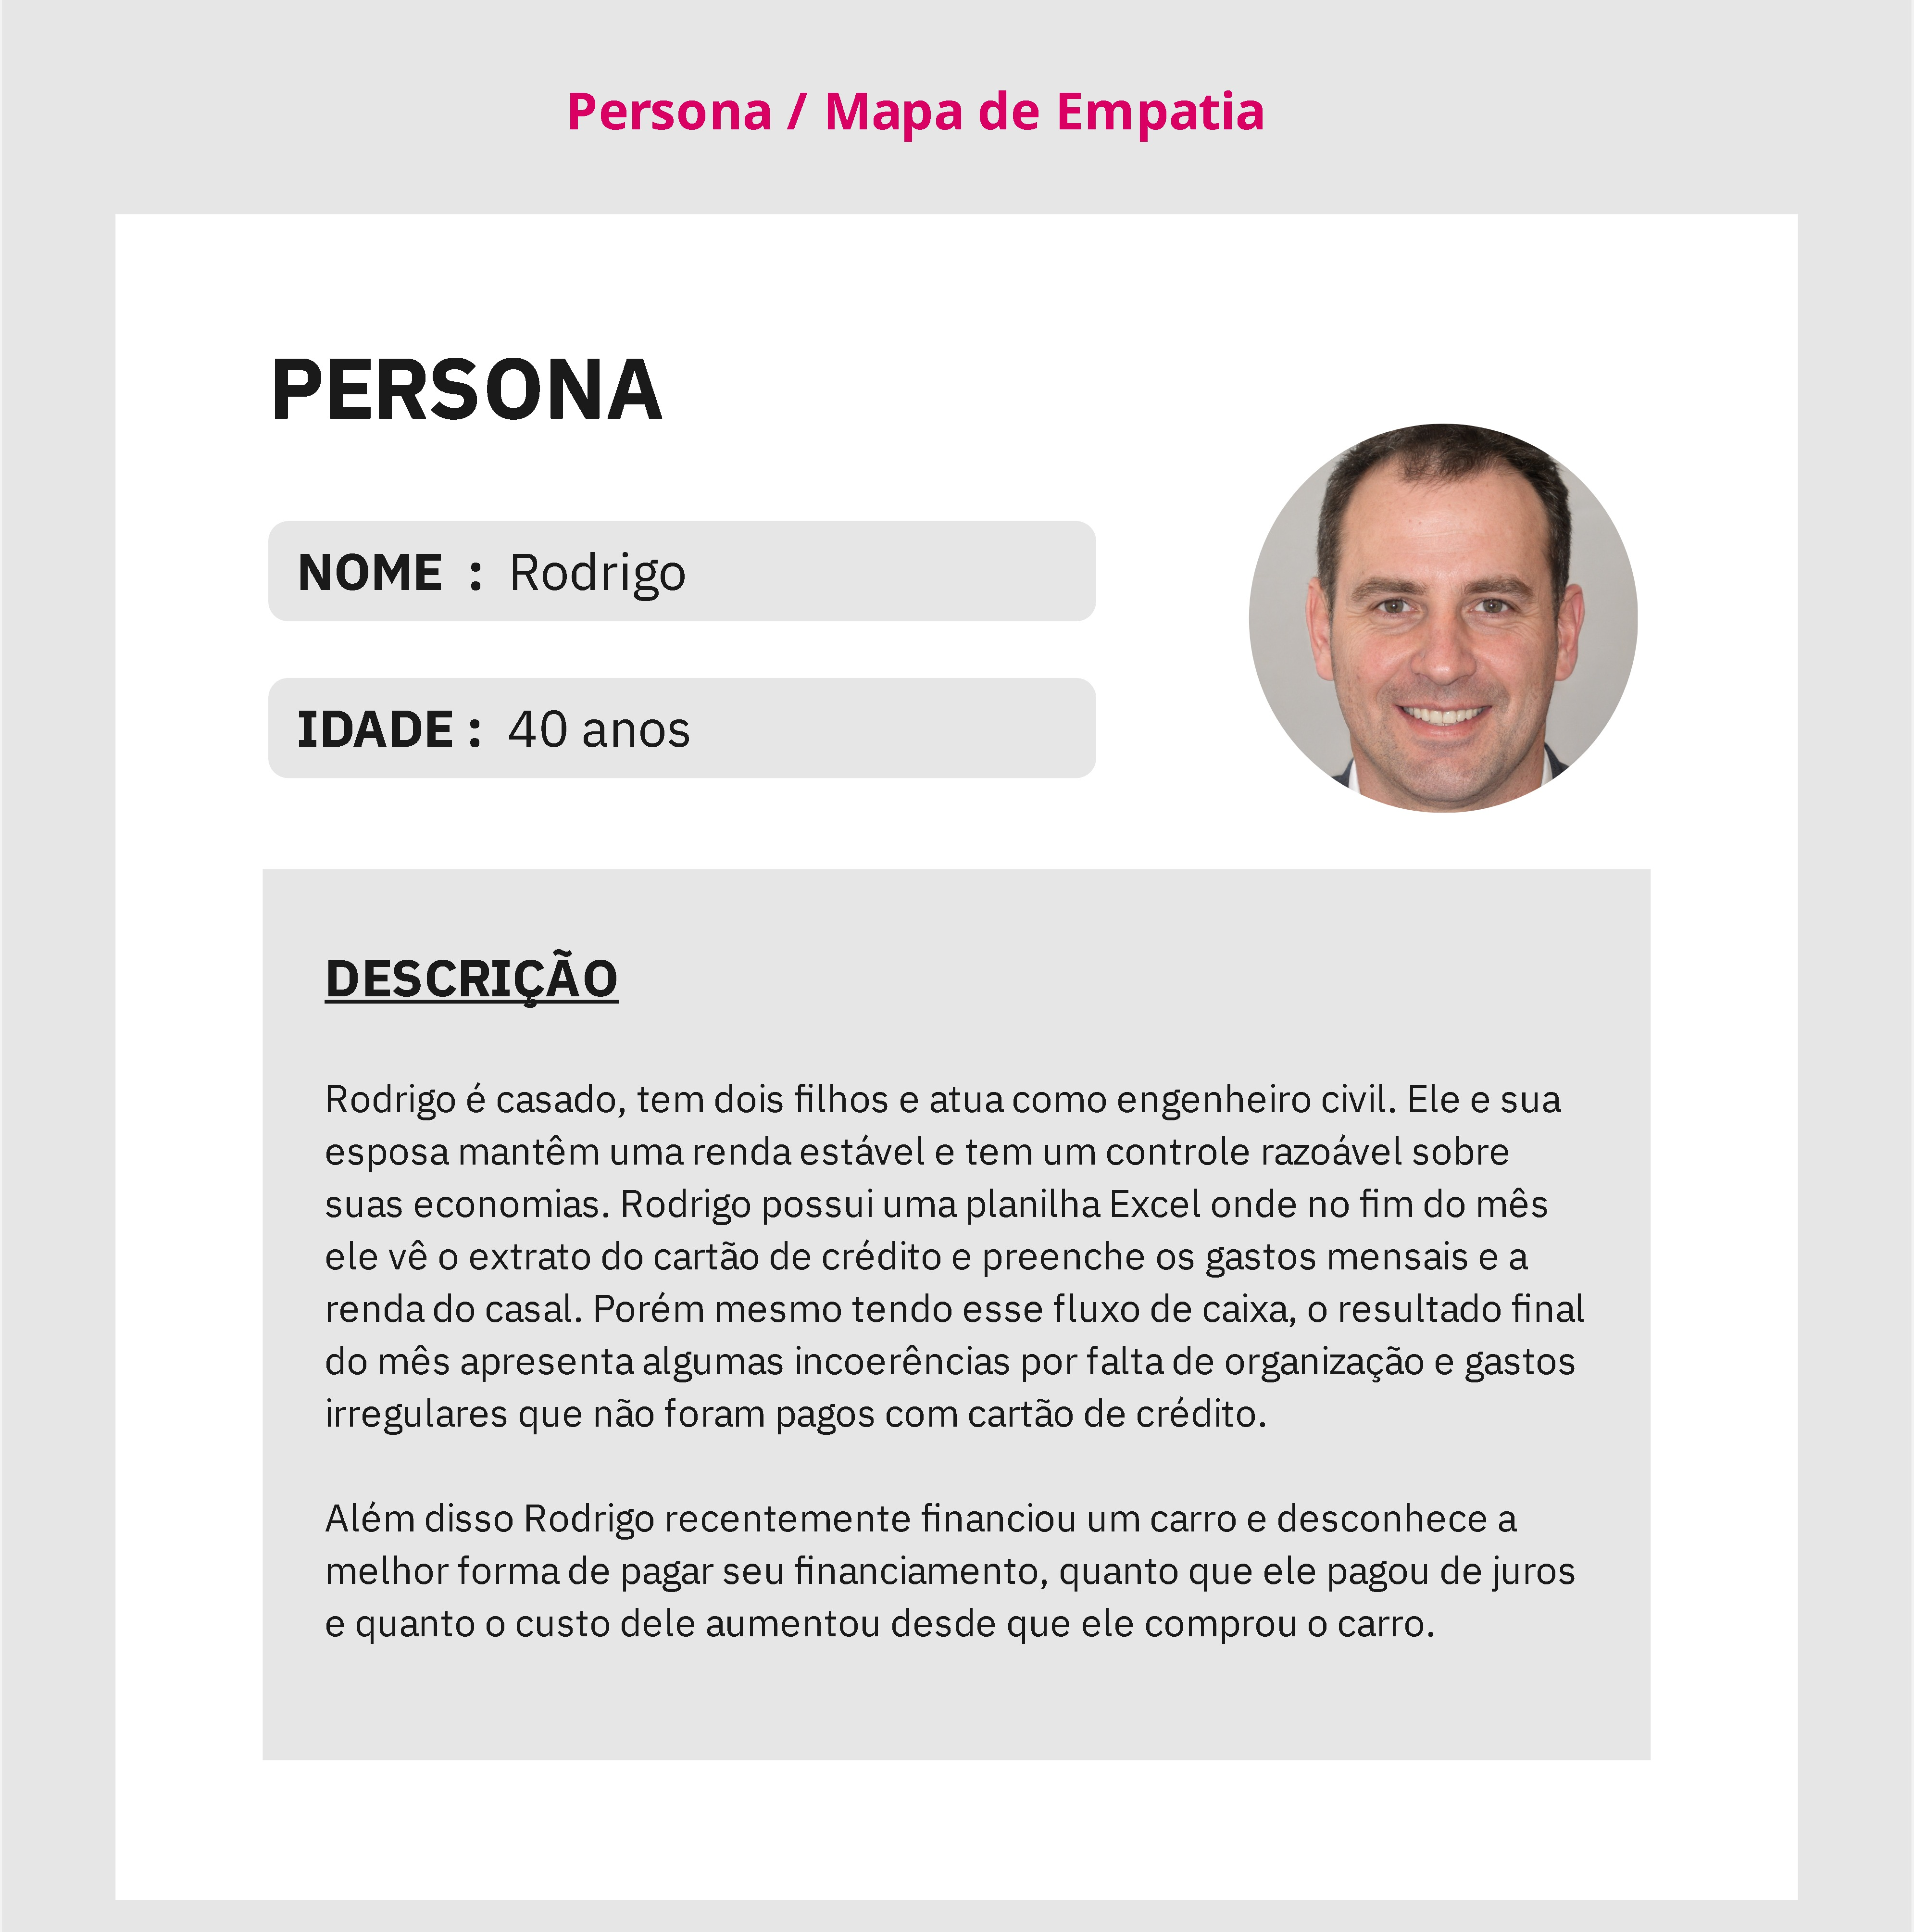 Persona / Mapa de Empatia
PERSONA
NOME : Rodrigo
IDADE : 40 anos
DESCRIÇÃO
Rodrigo é casado, tem dois filhos e atua como engenheiro civil. Ele e sua
esposa mantêm uma renda estável e tem um controle razoável sobre
suas economias. Rodrigo possui uma planilha Excel onde no fim do mês
ele vê o extrato do cartão de crédito e preenche os gastos mensais e a
renda do casal. Porém mesmo tendo esse fluxo de caixa, o resultado final
do mês apresenta algumas incoerências por falta de organização e gastos
irregulares que não foram pagos com cartão de crédito.
Além disso Rodrigo recentemente financiou um carro e desconhece a
melhor forma de pagar seu financiamento, quanto que ele pagou de juros
e quanto o custo dele aumentou desde que ele comprou o carro.